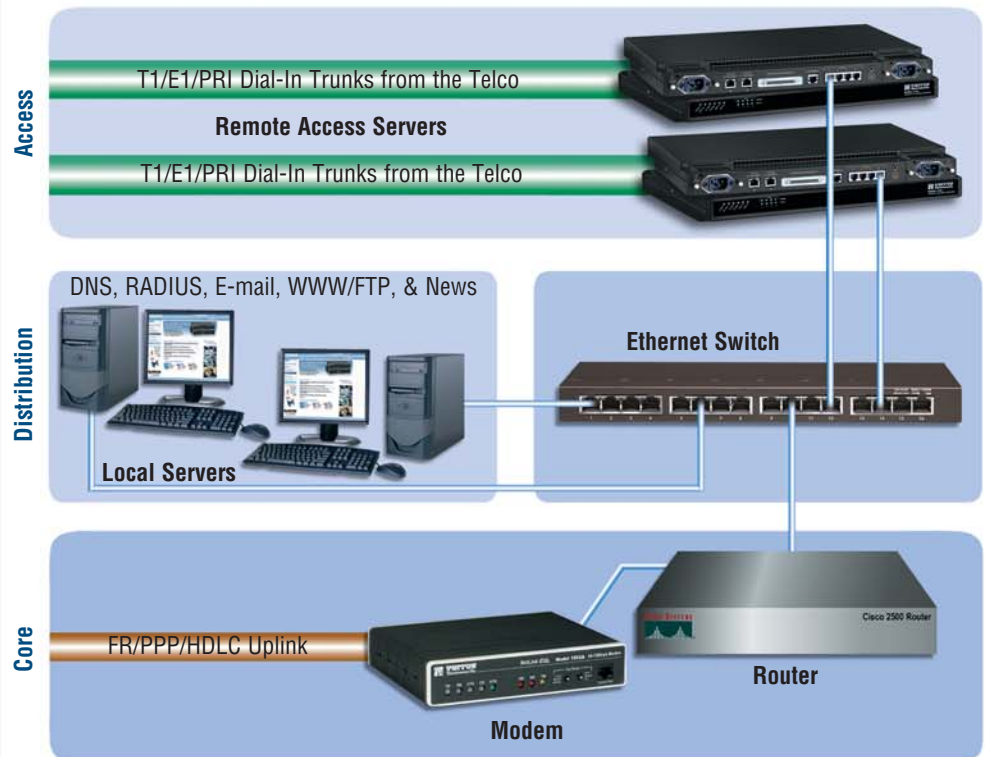 Access
T1/E1/PRI Dial-In Trunks from the Telco
Remote Access Servers
T1/E1/PRI Dial-In Trunks from the Telco
Distribution
DNS, RADIUS, E-mail, WWW/FTP, & News
Local Servers
Ethernet Switch
Core
FR/PPP/HDLC Uplink
Modem
Cisco 2500 Router
Router